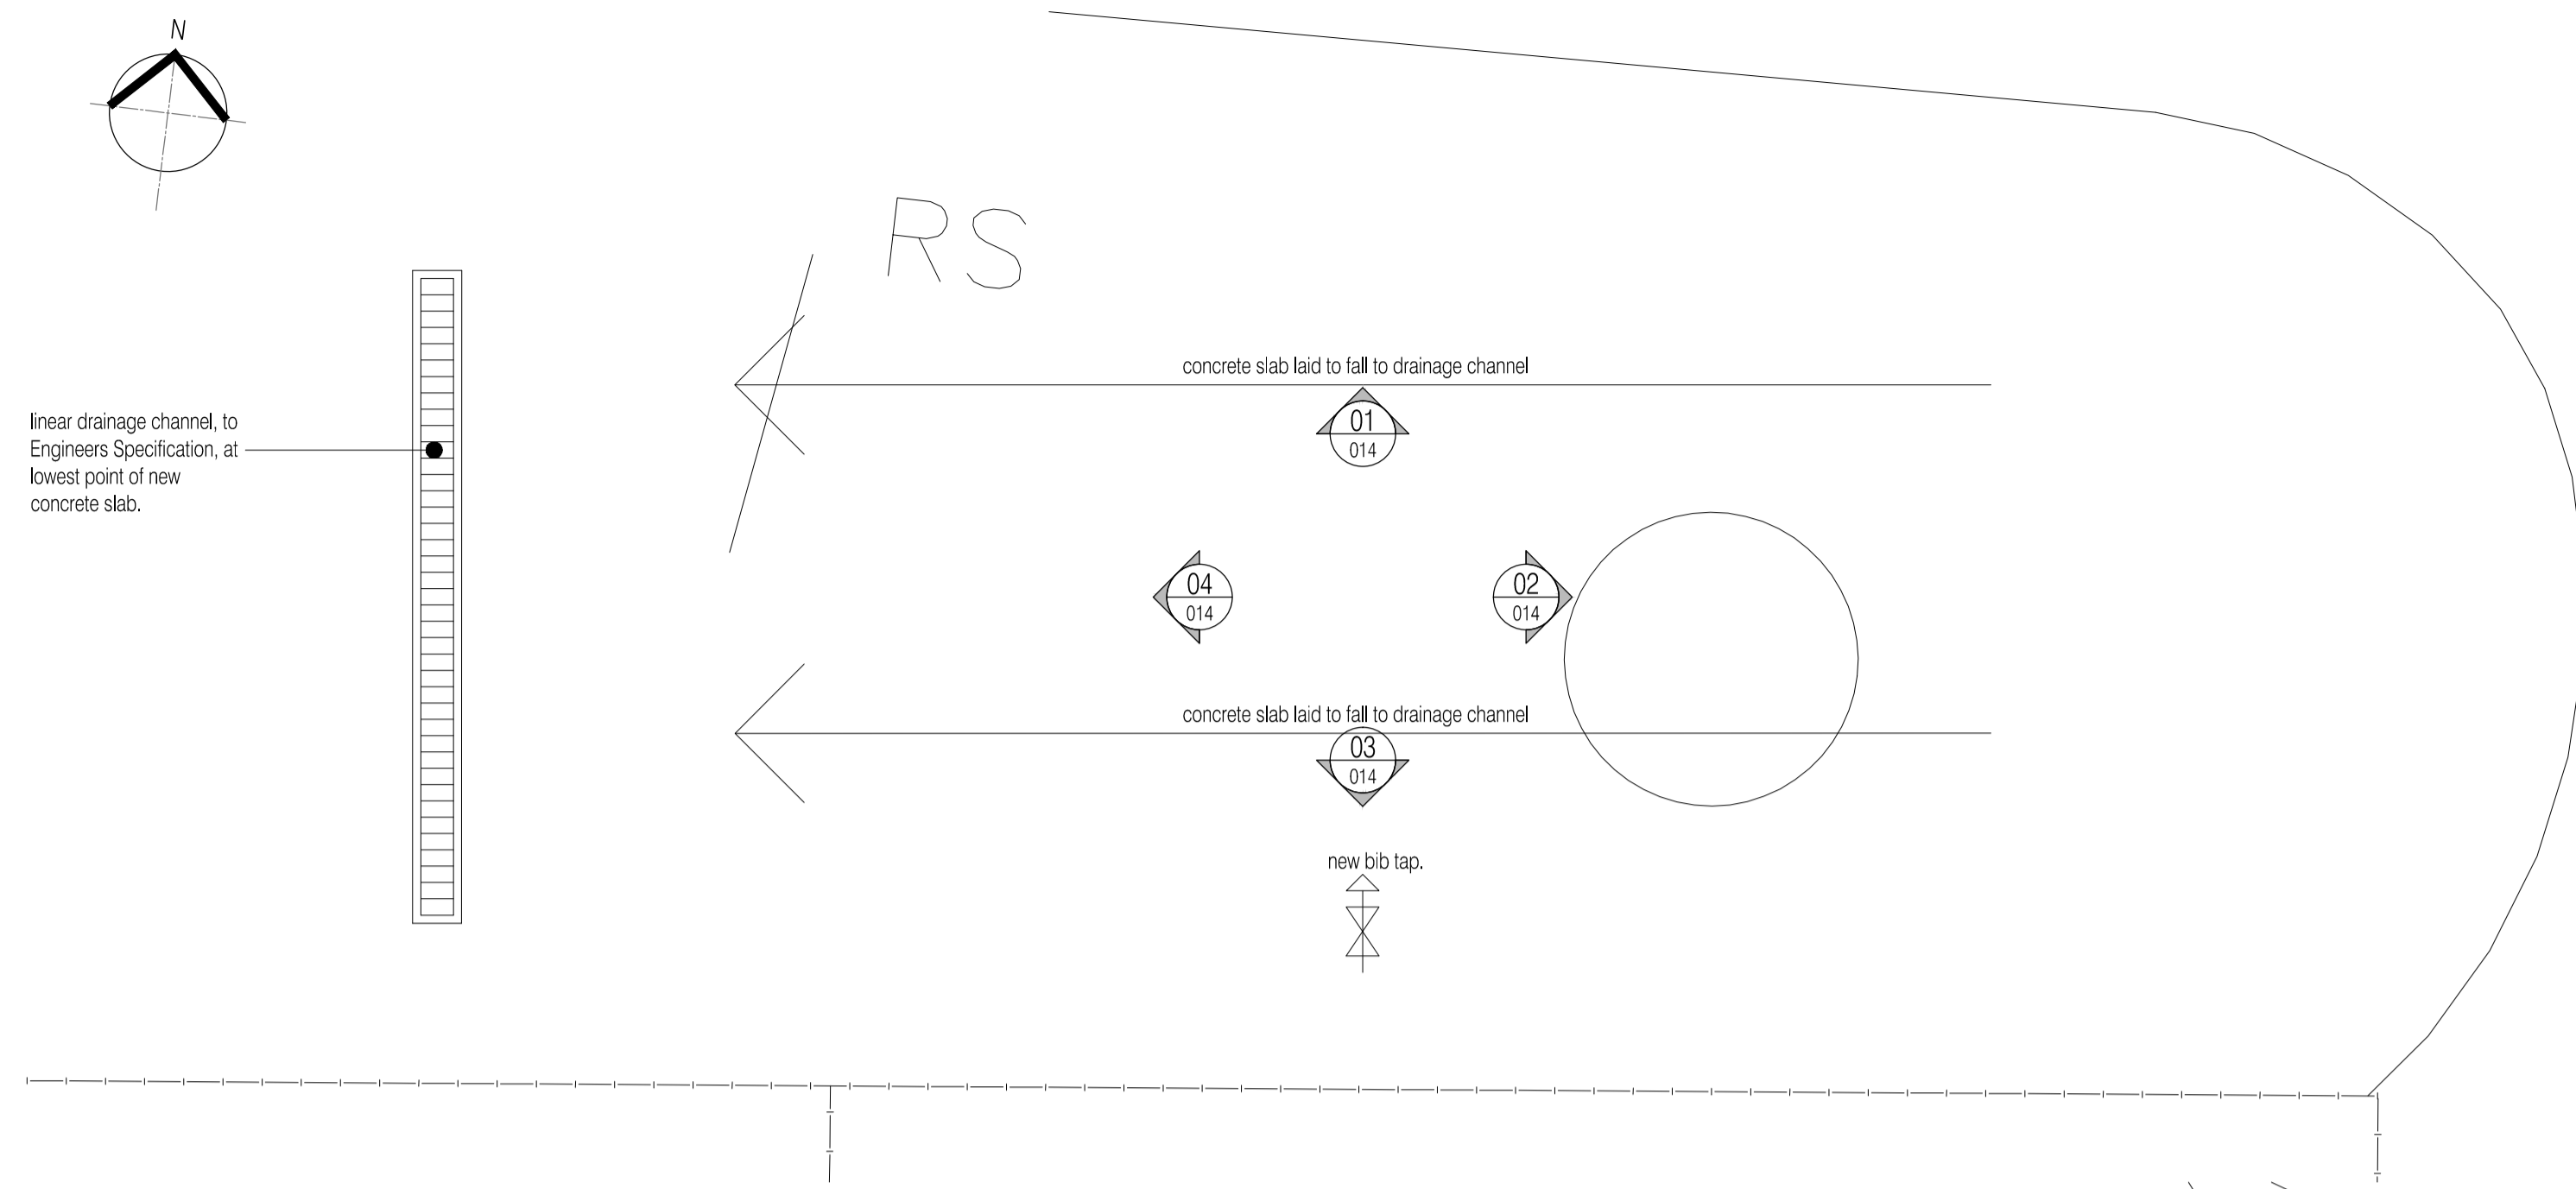 N
RS
concrete slab laid to fall to drainage channel
01
014
linear drainage channel, to
Engineers Specification, at
lowest point of new
concrete slab.
04
014
02
014
concrete slab laid to fall to drainage channel
03
014
new bib tap.